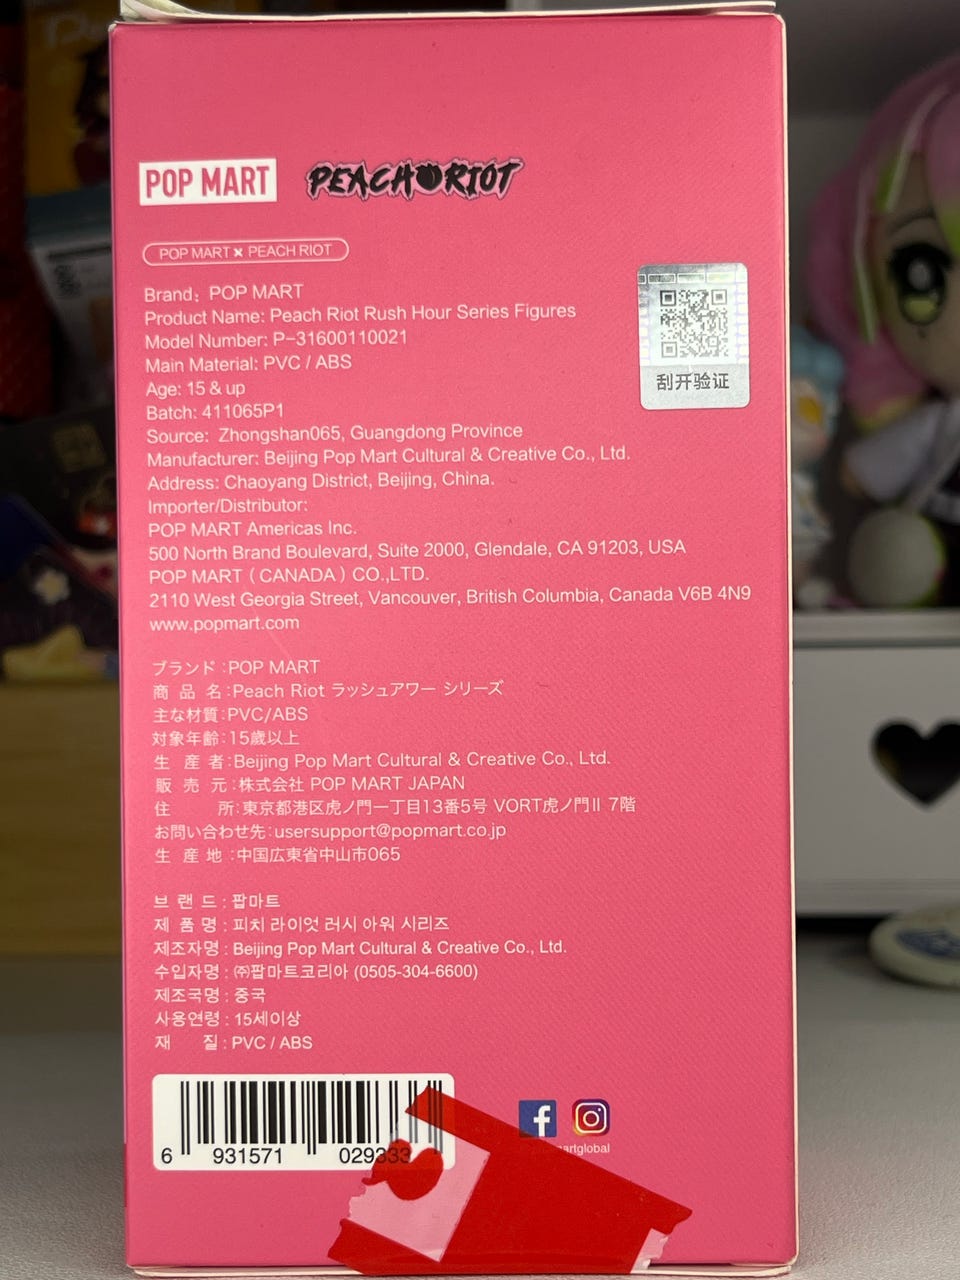 POP MART PEACH RIOT
POP MART × PEACH RIOT
Brand: POP MART
Product Name: Peach Riot Rush Hour Series Figures
Model Number: P-31600110021
Main Material: PVC / ABS
Age: 15 & up
Batch: 411065P1
Source: Zhongshan065, Guangdong Province
Manufacturer: Beijing Pop Mart Cultural & Creative Co., Ltd.
Address: Chaoyang District, Beijing, China.
Importer/Distributor:
POP MART Americas Inc.
500 North Brand Boulevard, Suite 2000, Glendale, CA 91203, USA
POP MART ( CANADA ) CO.,LTD.
2110 West Georgia Street, Vancouver, British Columbia, Canada V6B 4N9
www.popmart.com
刮开验证
ブランド:POP MART
商品名:Peach Riot ラッシュアワー シリーズ
主な材質:PVC/ABS
対象年齢:15歳以上
生産者:Beijing Pop Mart Cultural & Creative Co., Ltd.
販売元:株式会社 POP MART JAPAN
住所:東京都港区虎ノ門一丁目13番5号 VORT虎ノ門II 7階
お問い合わせ先:usersupport@popmart.co.jp
生産地:中国広東省中山市065
브랜드 : 팝마트
제품명 : 피치 라이엇 러시 아워 시리즈
제조자명 : Beijing Pop Mart Cultural & Creative Co., Ltd.
수입자명 : ㈜팝마트코리아 (0505-304-6600)
제조국명 : 중국
사용연령 : 15세이상
재질 : PVC / ABS
6 931571 029333
artglobal